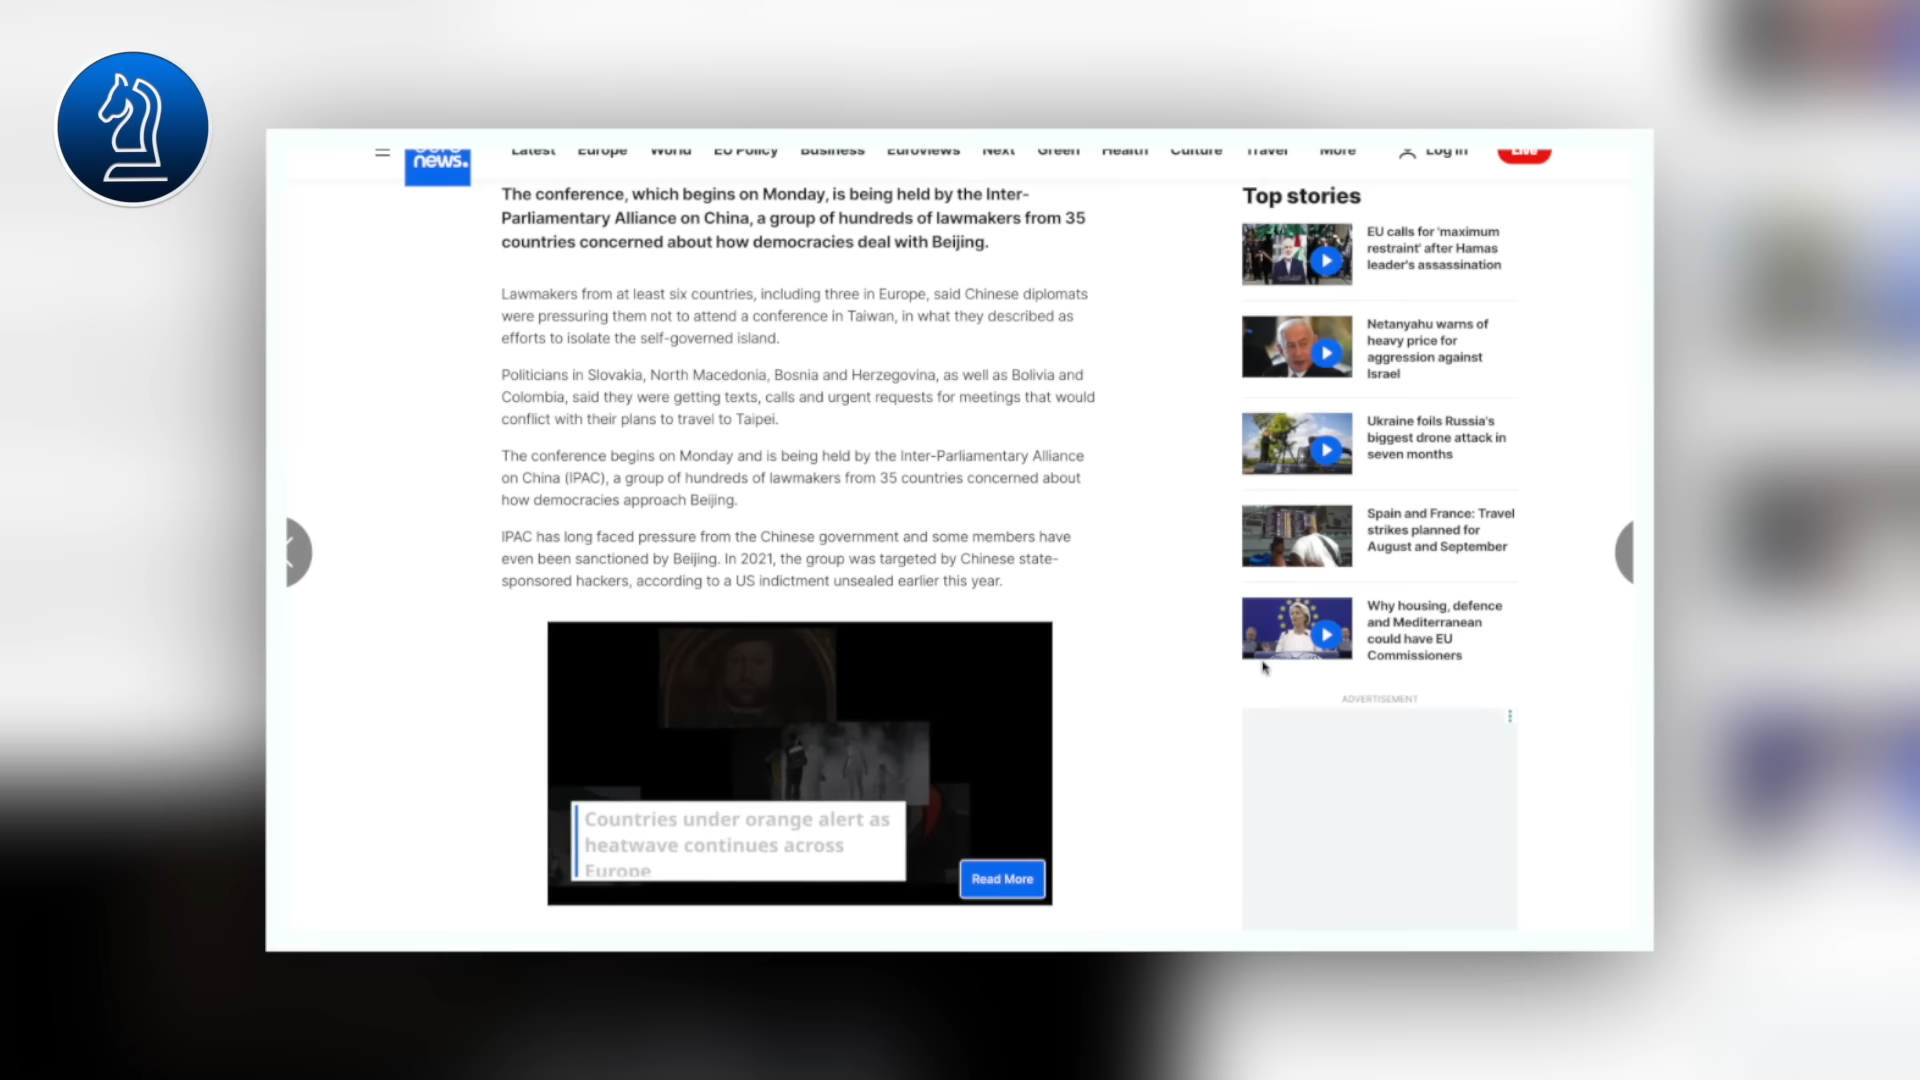 news.
Latest Europe World EU Policy Business Euroviews Next Green Health Culture Travel More Log In Live
The conference, which begins on Monday, is being held by the Inter-
Parliamentary Alliance on China, a group of hundreds of lawmakers from 35
countries concerned about how democracies deal with Beijing.
Lawmakers from at least six countries, including three in Europe, said Chinese diplomats
were pressuring them not to attend a conference in Taiwan, in what they described as
efforts to isolate the self-governed island.
Politicians in Slovakia, North Macedonia, Bosnia and Herzegovina, as well as Bolivia and
Colombia, said they were getting texts, calls and urgent requests for meetings that would
conflict with their plans to travel to Taipei.
The conference begins on Monday and is being held by the Inter-Parliamentary Alliance
on China (IPAC), a group of hundreds of lawmakers from 35 countries concerned about
how democracies approach Beijing.
IPAC has long faced pressure from the Chinese government and some members have
even been sanctioned by Beijing. In 2021, the group was targeted by Chinese state-
sponsored hackers, according to a US indictment unsealed earlier this year.
Countries under orange alert as
heatwave continues across
Europe
Read More
Top stories
EU calls for 'maximum
restraint' after Hamas
leader's assassination
Netanyahu warns of
heavy price for
aggression against
Israel
Ukraine foils Russia's
biggest drone attack in
seven months
Spain and France: Travel
strikes planned for
August and September
Why housing, defence
and Mediterranean
could have EU
Commissioners
ADVERTISEMENT